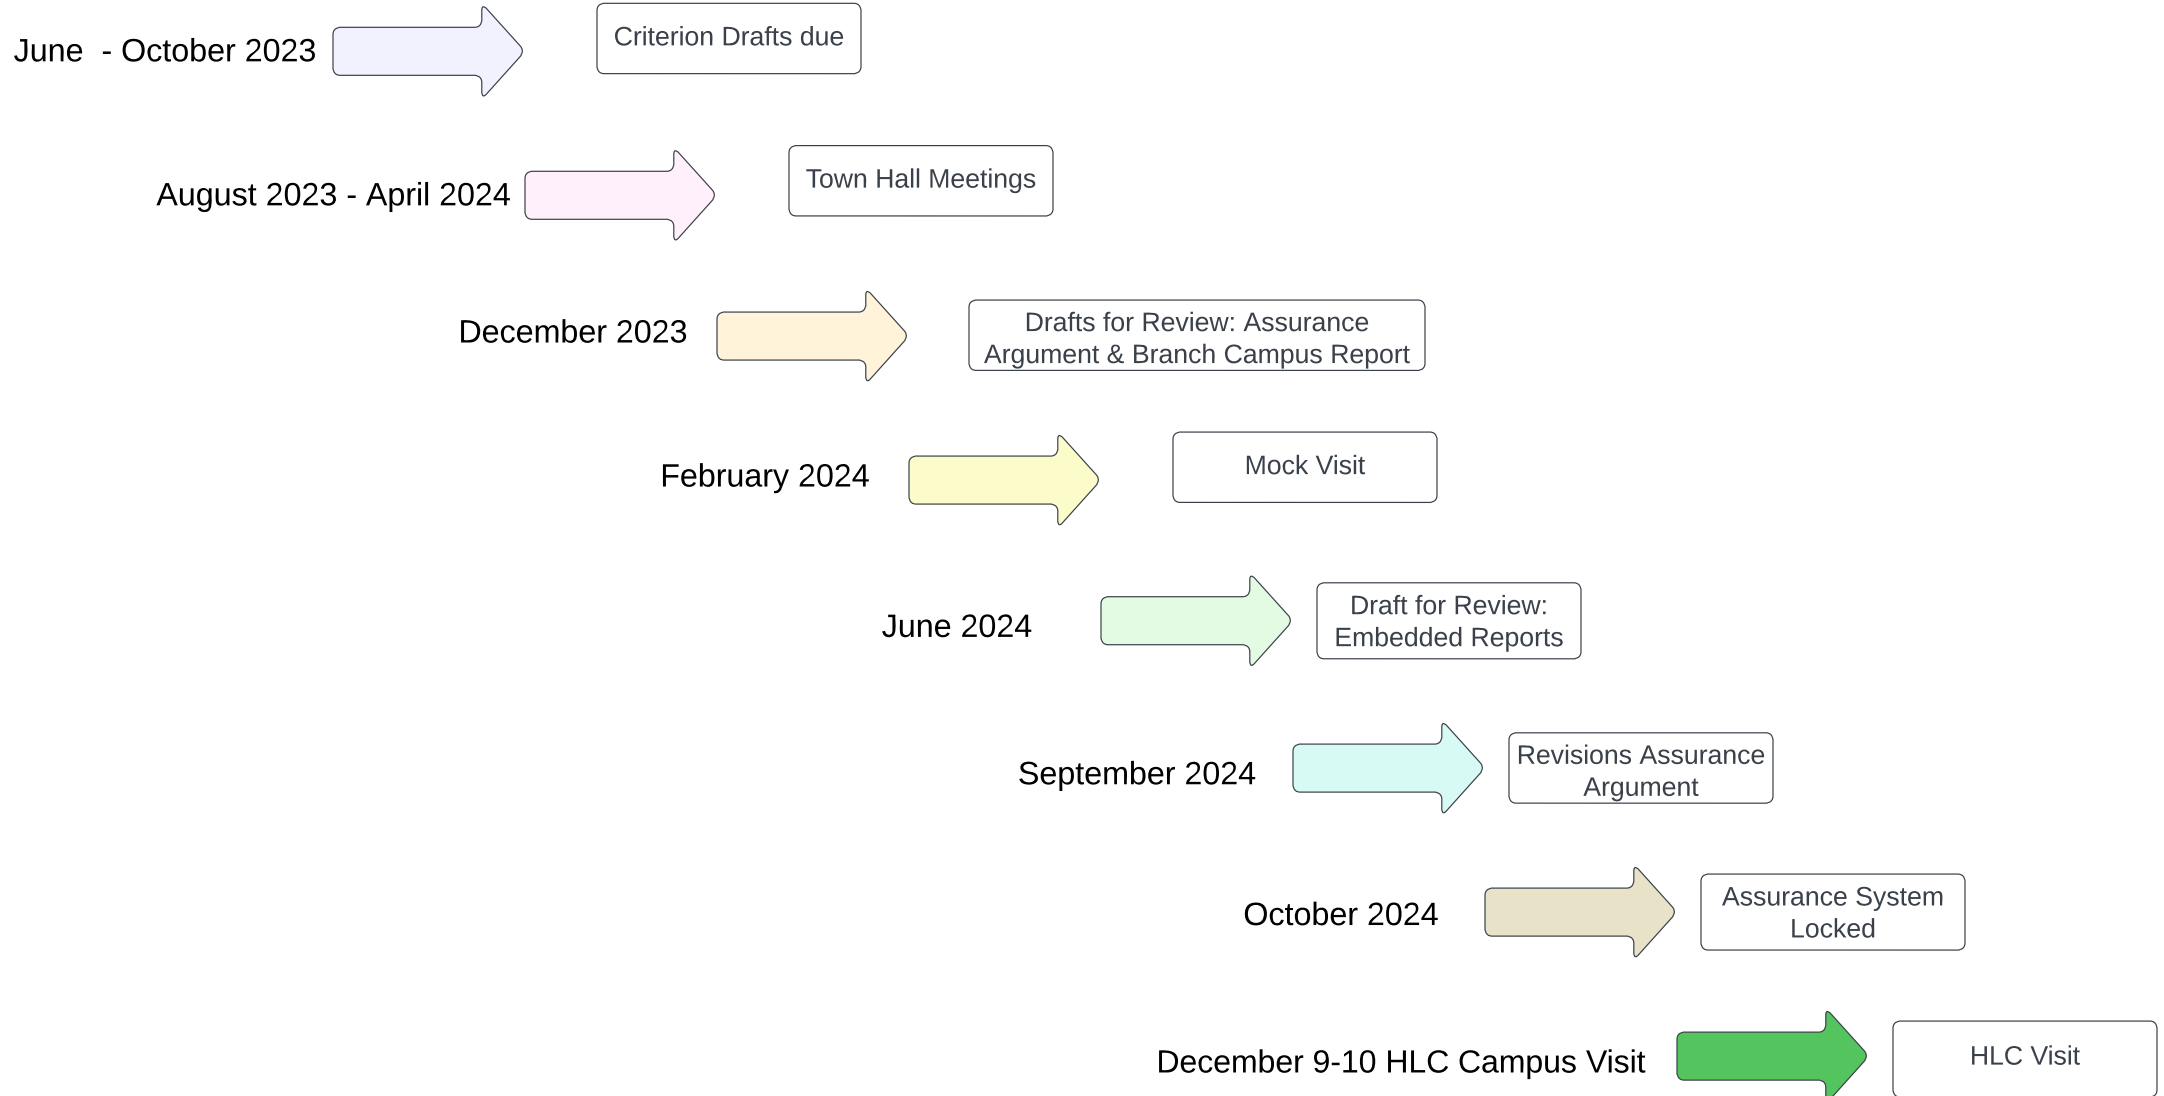 June  - October 2023
Criterion Drafts due
August 2023 - April 2024
Town Hall Meetings
December 2023
Drafts for Review: Assurance
Argument & Branch Campus Report
February 2024
Mock Visit
June 2024
Draft for Review:
Embedded Reports
September 2024
Revisions Assurance
Argument
October 2024
Assurance System
Locked
December 9-10 HLC Campus Visit
HLC Visit